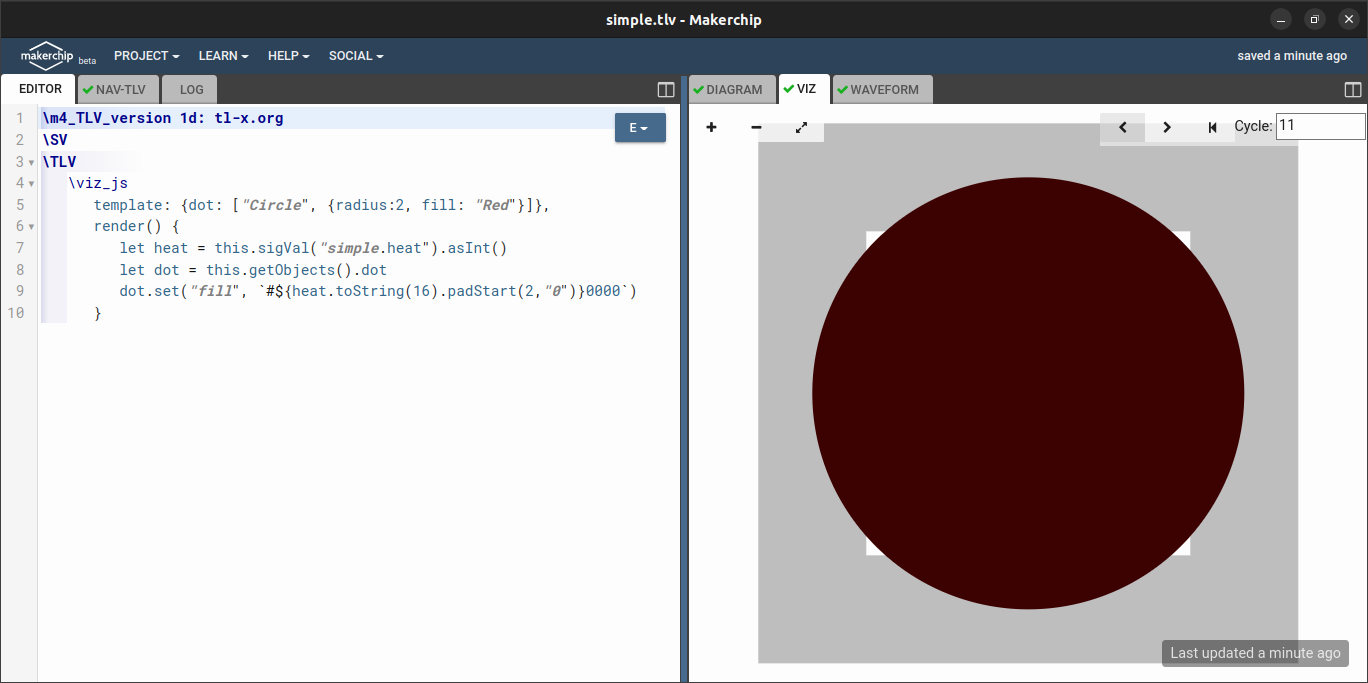 simple.tlv - Makerchip
makerchip beta PROJECT LEARN HELP SOCIAL saved a minute ago
EDITOR NAV-TLV LOG
DIAGRAM VIZ WAVEFORM
E
Cycle: 11
1 \m4_TLV_version 1d: tl-x.org
2 \SV
3 \TLV
4 \viz_js
5 template: {dot: ["Circle", {radius:2, fill: "Red"}]},
6 render() {
7 let heat = this.sigVal("simple.heat").asInt()
8 let dot = this.getObjects().dot
9 dot.set("fill", `#${heat.toString(16).padStart(2,"0")}0000`)
10 }
Last updated a minute ago